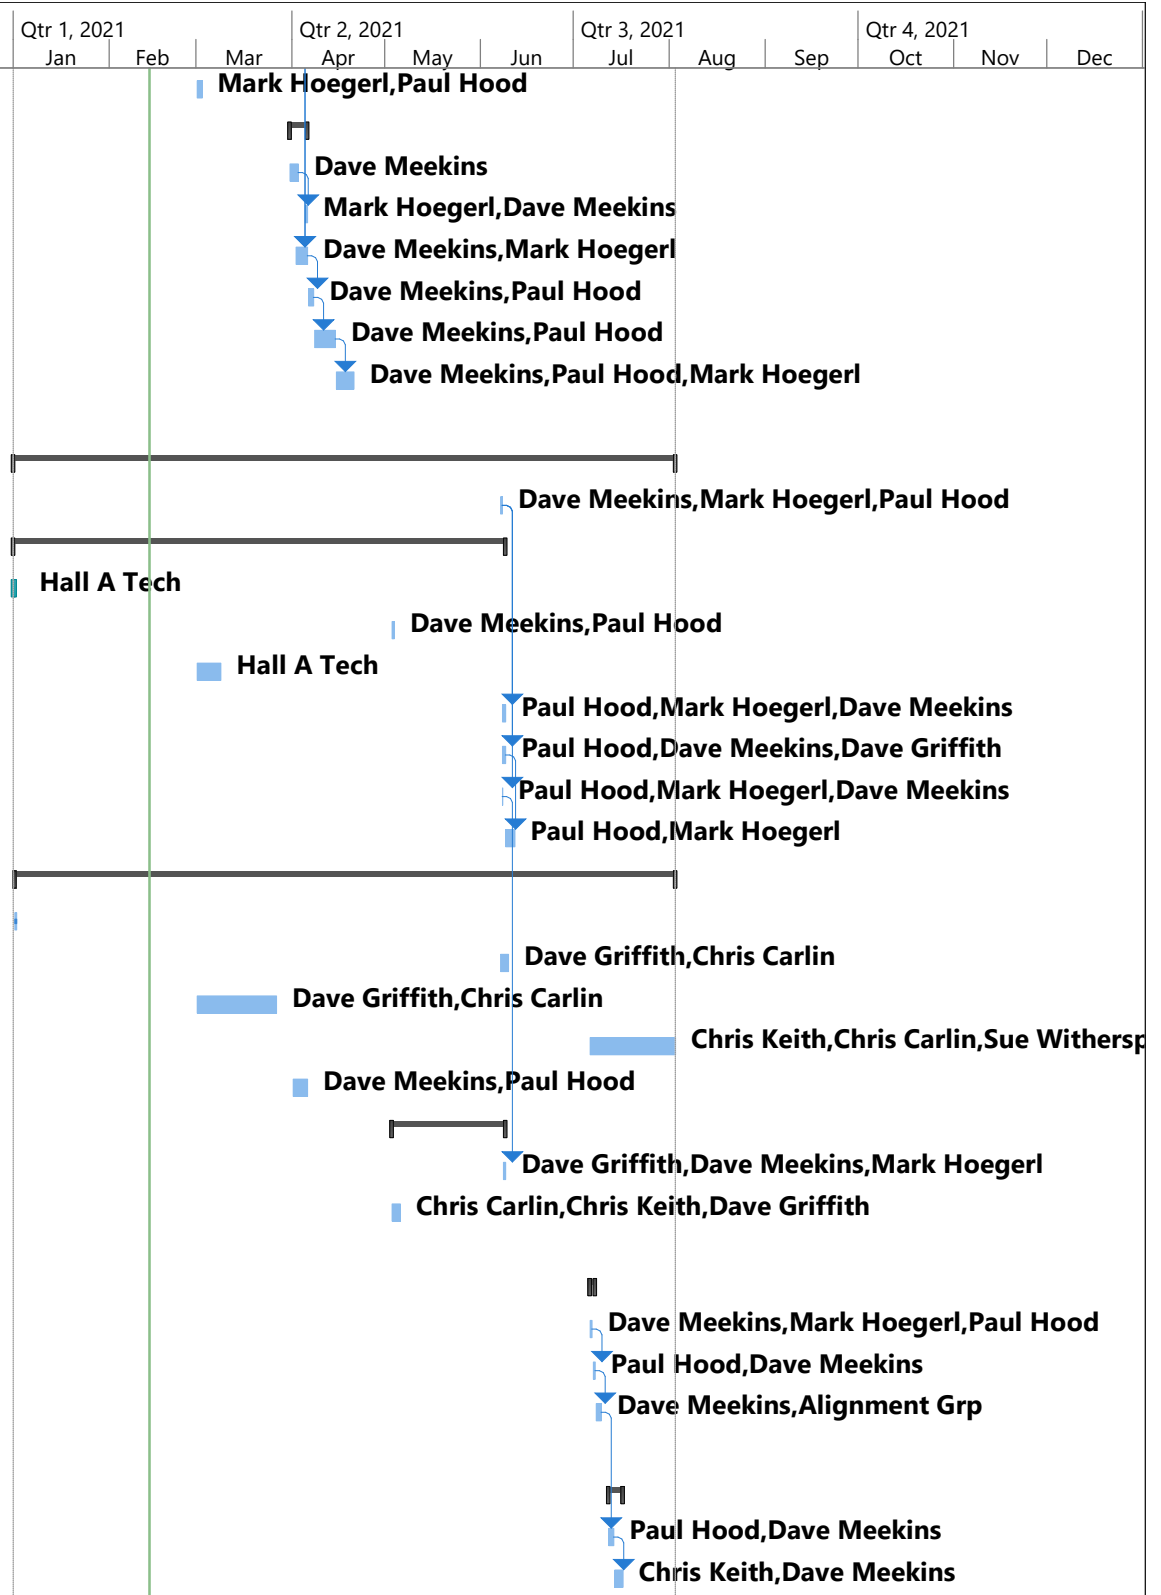 Qtr 1, 2021 Qtr 2, 2021 Qtr 3, 2021 Qtr 4, 2021
Jan Feb Mar Apr May Jun Jul Aug Sep Oct Nov Dec
Mark Hoegerl,Paul Hood
Dave Meekins
Mark Hoegerl,Dave Meekins
Dave Meekins,Mark Hoegerl
Dave Meekins,Paul Hood
Dave Meekins,Paul Hood
Dave Meekins,Paul Hood,Mark Hoegerl
Dave Meekins,Mark Hoegerl,Paul Hood
Hall A Tech
Dave Meekins,Paul Hood
Hall A Tech
Paul Hood,Mark Hoegerl,Dave Meekins
Paul Hood,Dave Meekins,Dave Griffith
Paul Hood,Mark Hoegerl,Dave Meekins
Paul Hood,Mark Hoegerl
Dave Griffith,Chris Carlin
Dave Griffith,Chris Carlin
Chris Keith,Chris Carlin,Sue Withersp
Dave Meekins,Paul Hood
Dave Griffith,Dave Meekins,Mark Hoegerl
Chris Carlin,Chris Keith,Dave Griffith
Dave Meekins,Mark Hoegerl,Paul Hood
Paul Hood,Dave Meekins
Dave Meekins,Alignment Grp
Paul Hood,Dave Meekins
Chris Keith,Dave Meekins